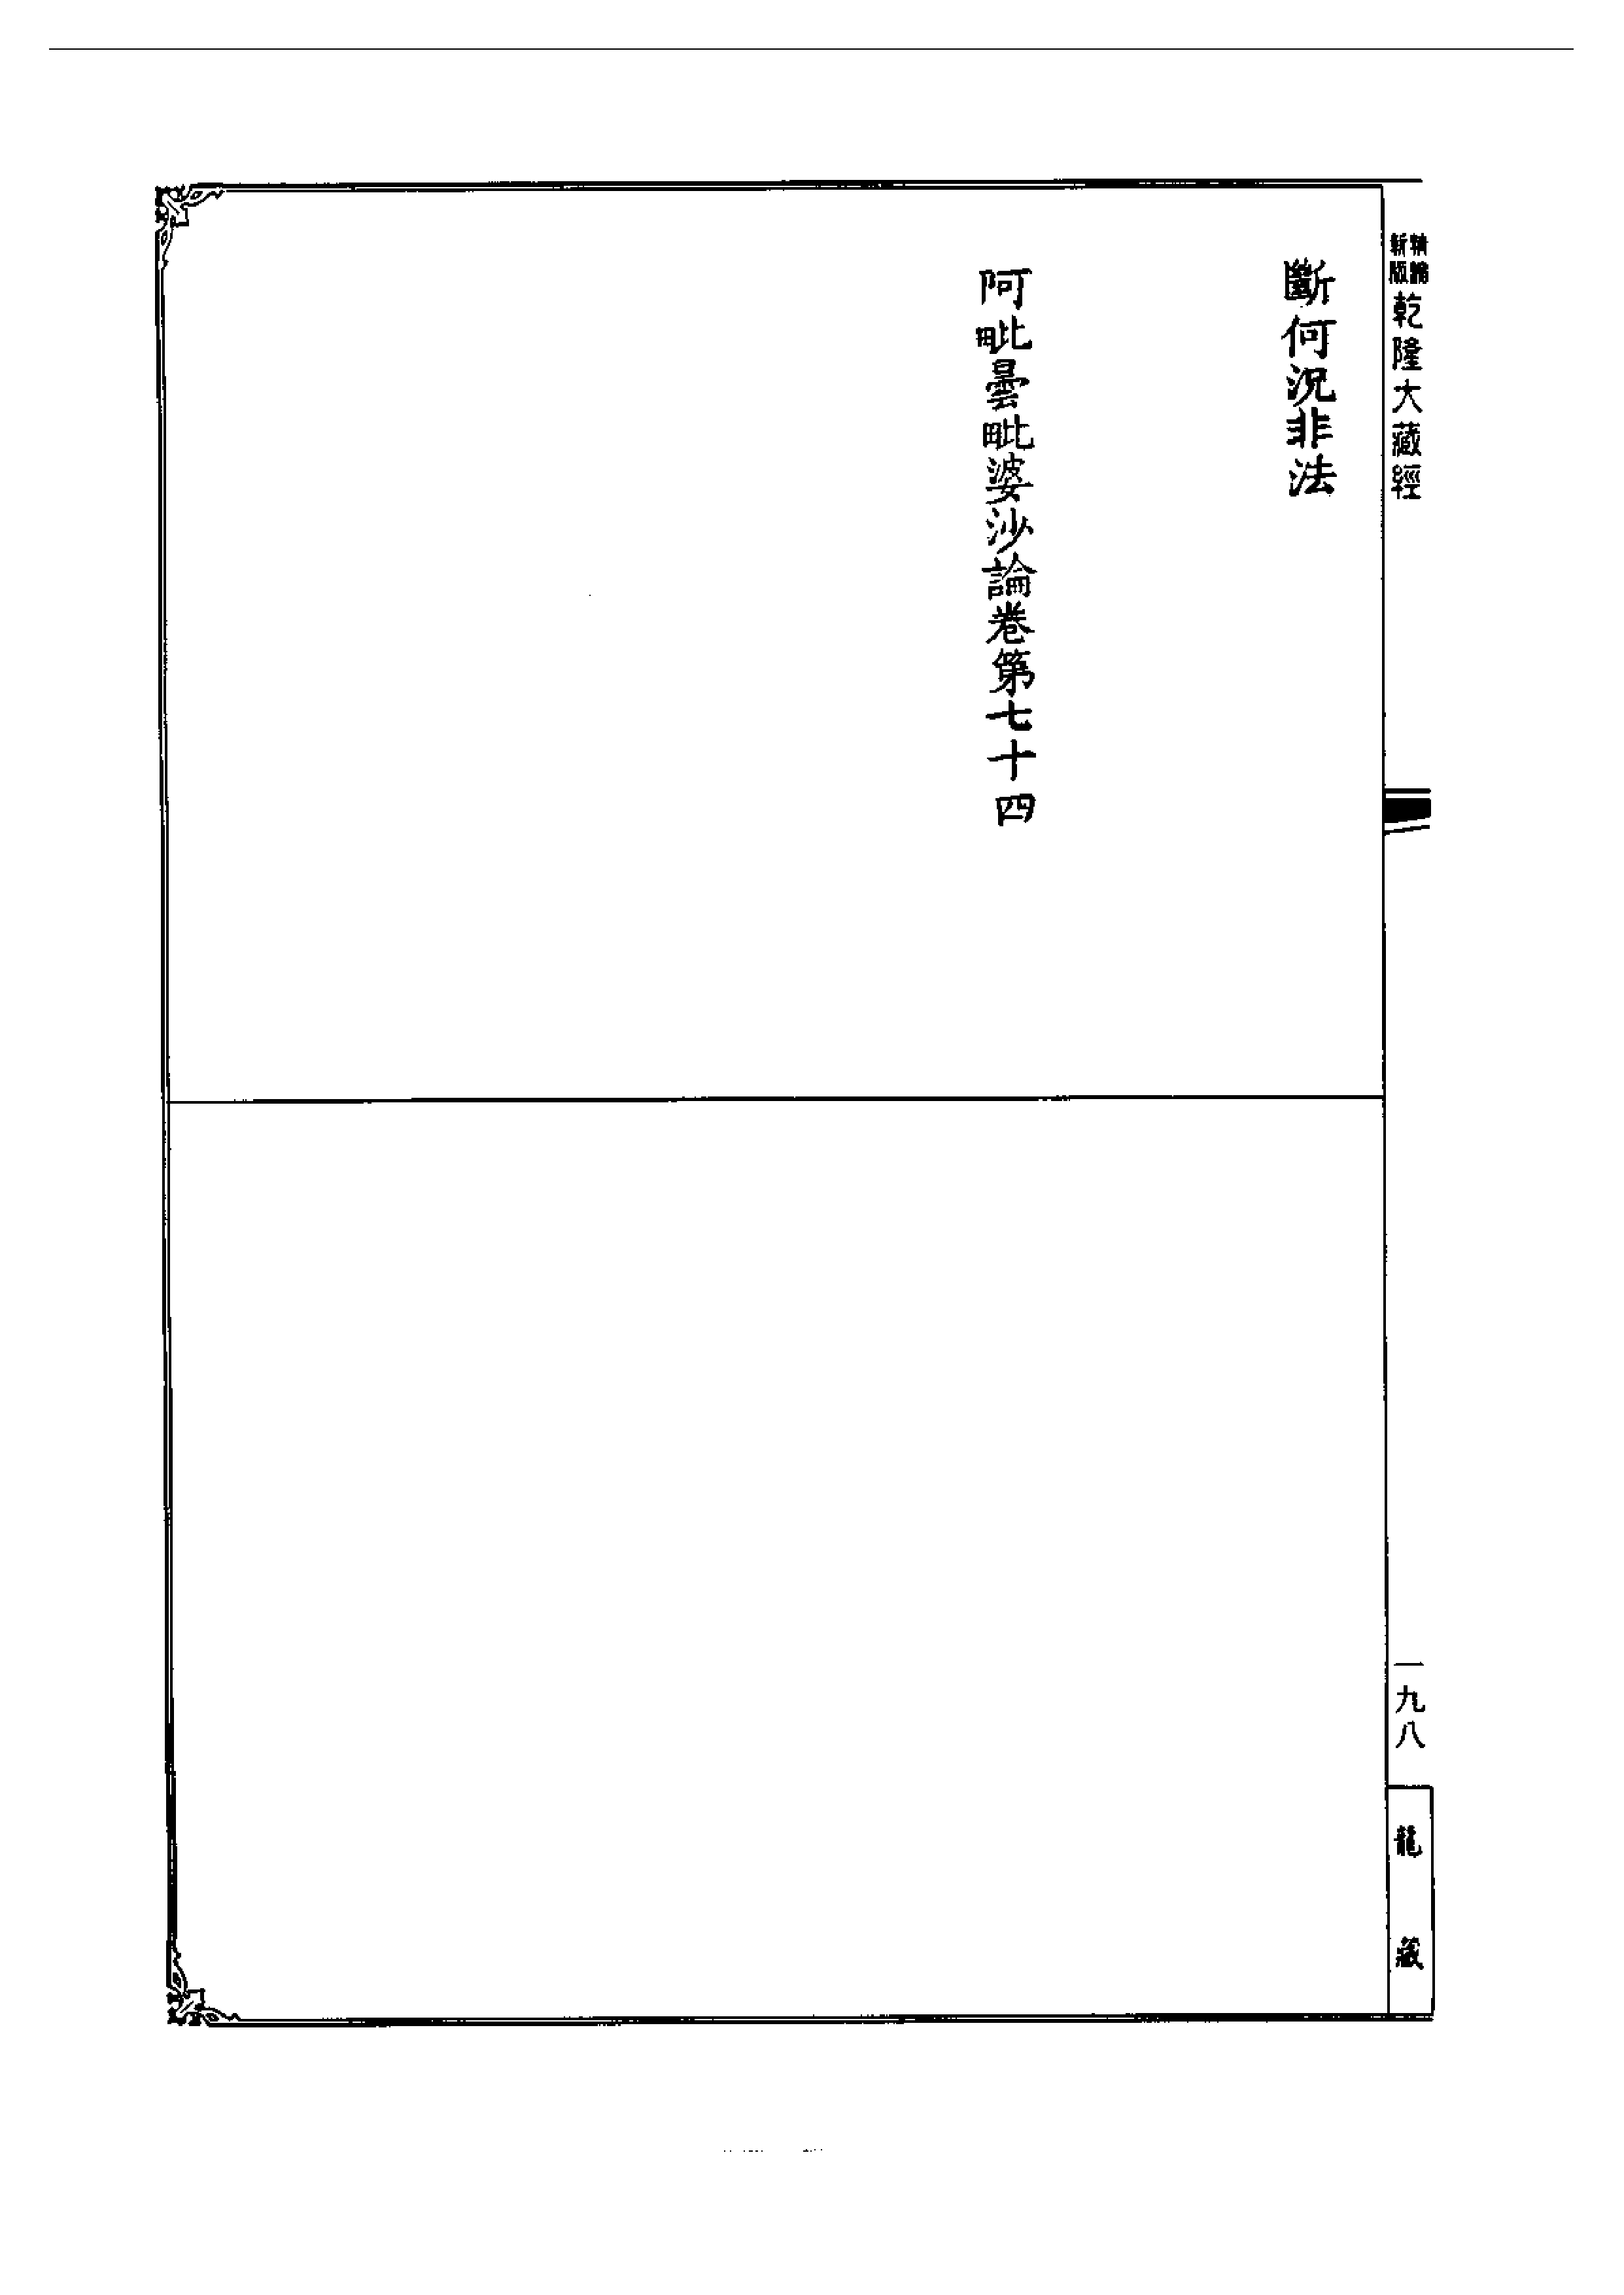 精編
新版
乾隆大藏經
一九八
龍藏
斷何況非法
阿毗曇毗婆沙論卷第七十四